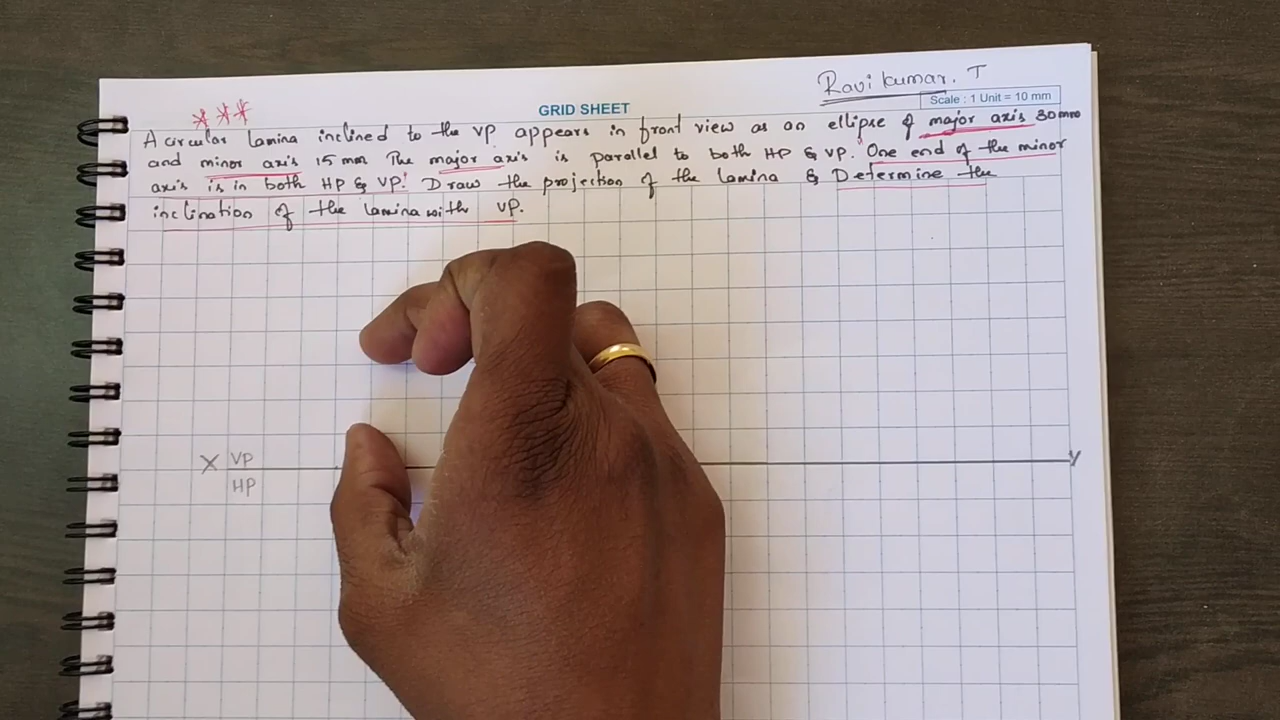 Ravi kumar. T
GRID SHEET
Scale : 1 Unit = 10 mm
***
A circular lamina inclined to the VP appears in front view as an ellipse of major axis 30 mm
and minor axis 15 mm The major axis is parallel to both HP & VP. "One end of the minor
axis is in both HP & VP". Draw the projection of the lamina & Determine the
inclination of the lamina with VP.
X VP
HP
Y